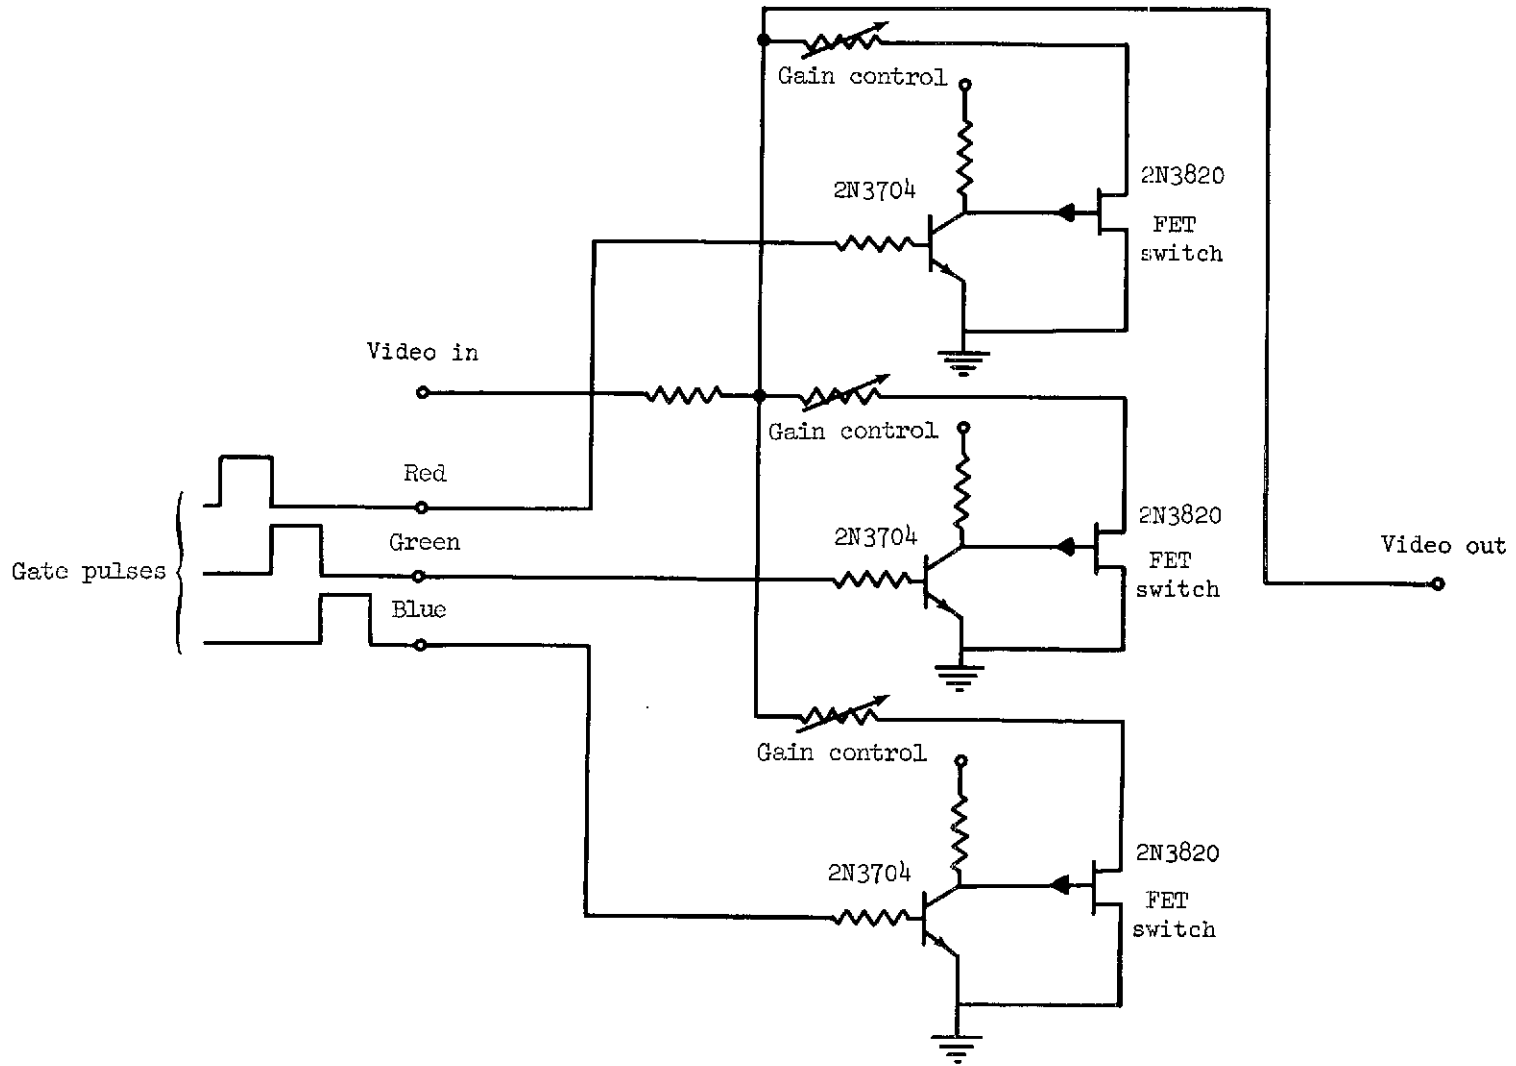 Gain control
2N3704
2N3820
FET
switch
Video in
Gain control
Red
2N3704
2N3820
Green
FET
switch
Video out
Gate pulses
Blue
Gain control
2N3704
2N3820
FET
switch